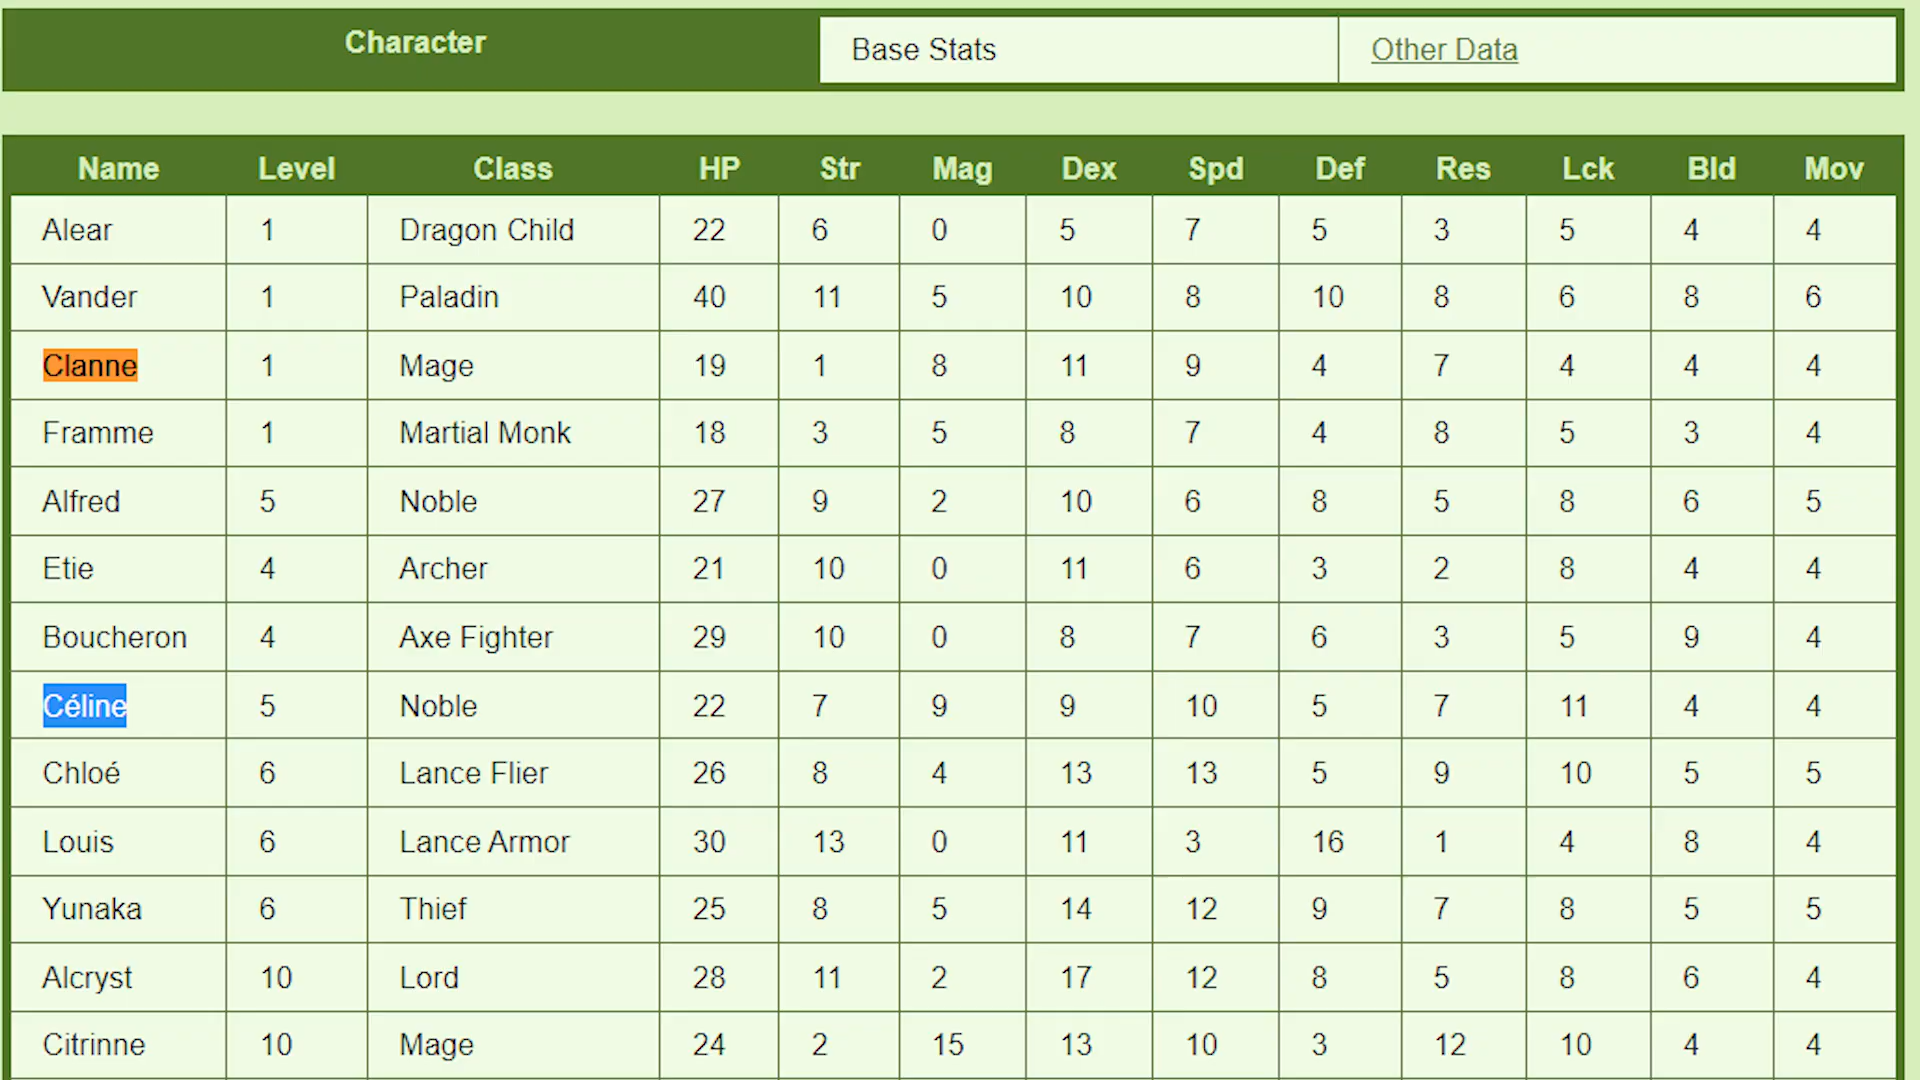 Character Base Stats Other Data
Name Level Class HP Str Mag Dex Spd Def Res Lck Bld Mov
Alear 1 Dragon Child 22 6 0 5 7 5 3 5 4 4
Vander 1 Paladin 40 11 5 10 8 10 8 6 8 6
Clanne 1 Mage 19 1 8 11 9 4 7 4 4 4
Framme 1 Martial Monk 18 3 5 8 7 4 8 5 3 4
Alfred 5 Noble 27 9 2 10 6 8 5 8 6 5
Etie 4 Archer 21 10 0 11 6 3 2 8 4 4
Boucheron 4 Axe Fighter 29 10 0 8 7 6 3 5 9 4
Céline 5 Noble 22 7 9 9 10 5 7 11 4 4
Chloé 6 Lance Flier 26 8 4 13 13 5 9 10 5 5
Louis 6 Lance Armor 30 13 0 11 3 16 1 4 8 4
Yunaka 6 Thief 25 8 5 14 12 9 7 8 5 5
Alcryst 10 Lord 28 11 2 17 12 8 5 8 6 4
Citrinne 10 Mage 24 2 15 13 10 3 12 10 4 4